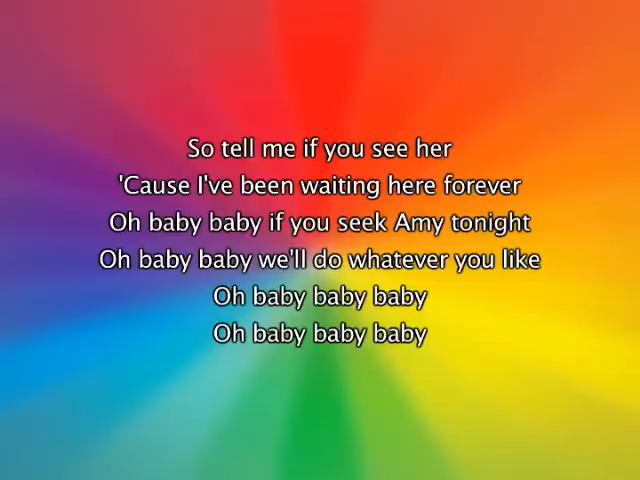 So tell me if you see her
'Cause I've been waiting here forever
Oh baby baby if you seek Amy tonight
Oh baby baby we'll do whatever you like
Oh baby baby baby
Oh baby baby baby